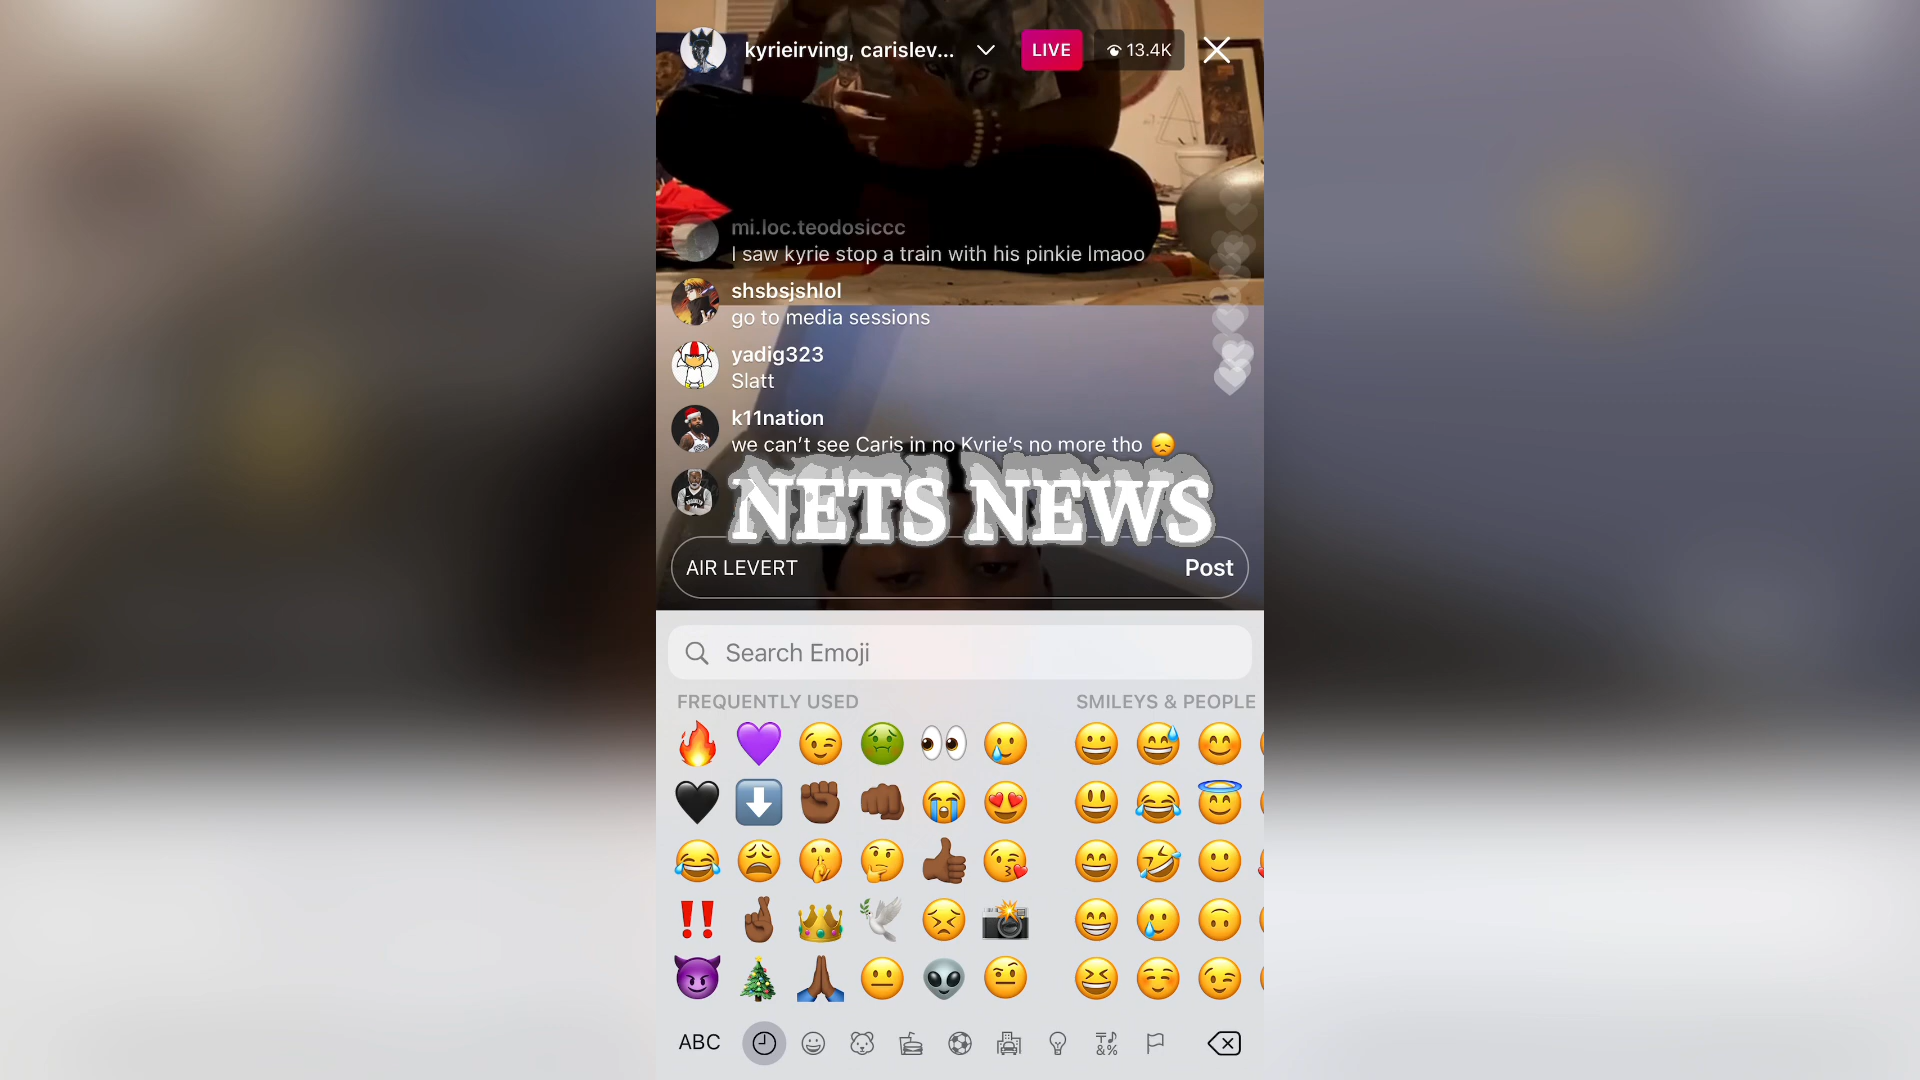 kyrieirving, carislev...
LIVE
13.4K
mi.loc.teodosiccc
I saw kyrie stop a train with his pinkie lmaoo
shsbsjshlol
go to media sessions
yadig323
Slatt
k11nation
we can't see Caris in no Kyrie's no more tho 😞
NETS NEWS
AIR LEVERT
Post
Search Emoji
FREQUENTLY USED
SMILEYS & PEOPLE
ABC